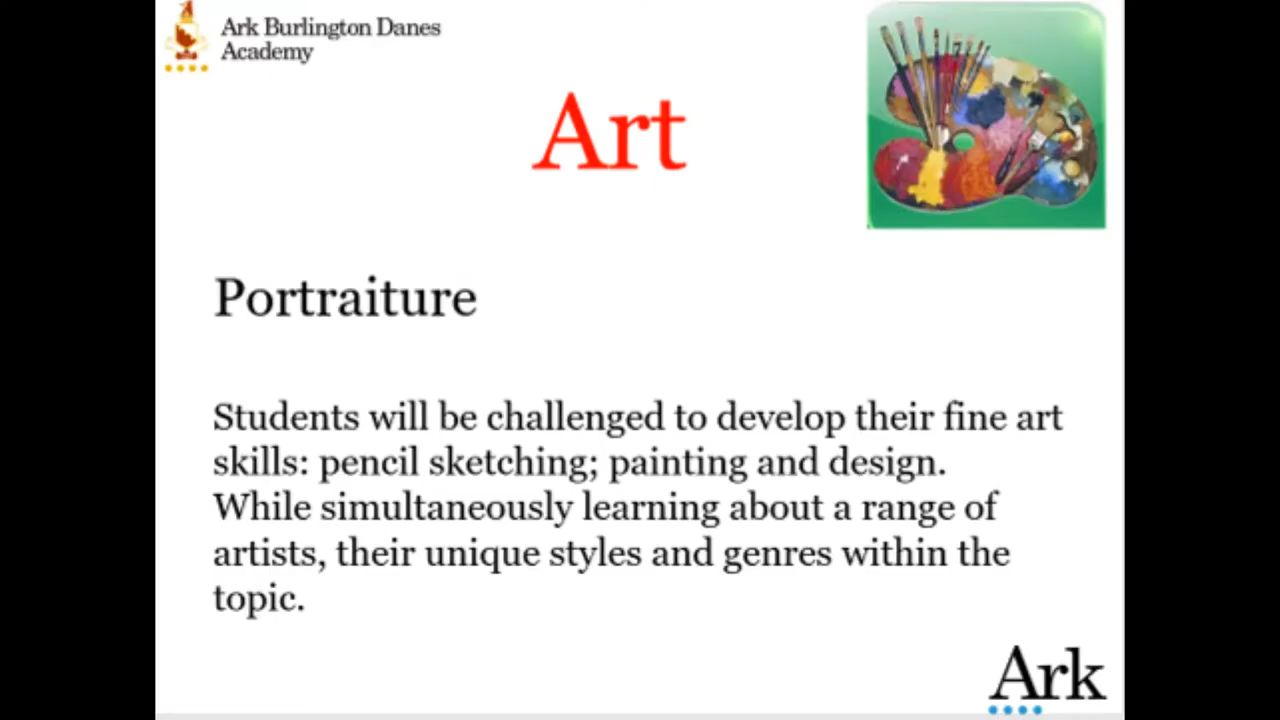 Ark Burlington Danes
Academy
Art
Portraiture
Students will be challenged to develop their fine art
skills: pencil sketching; painting and design.
While simultaneously learning about a range of
artists, their unique styles and genres within the
topic.
Ark